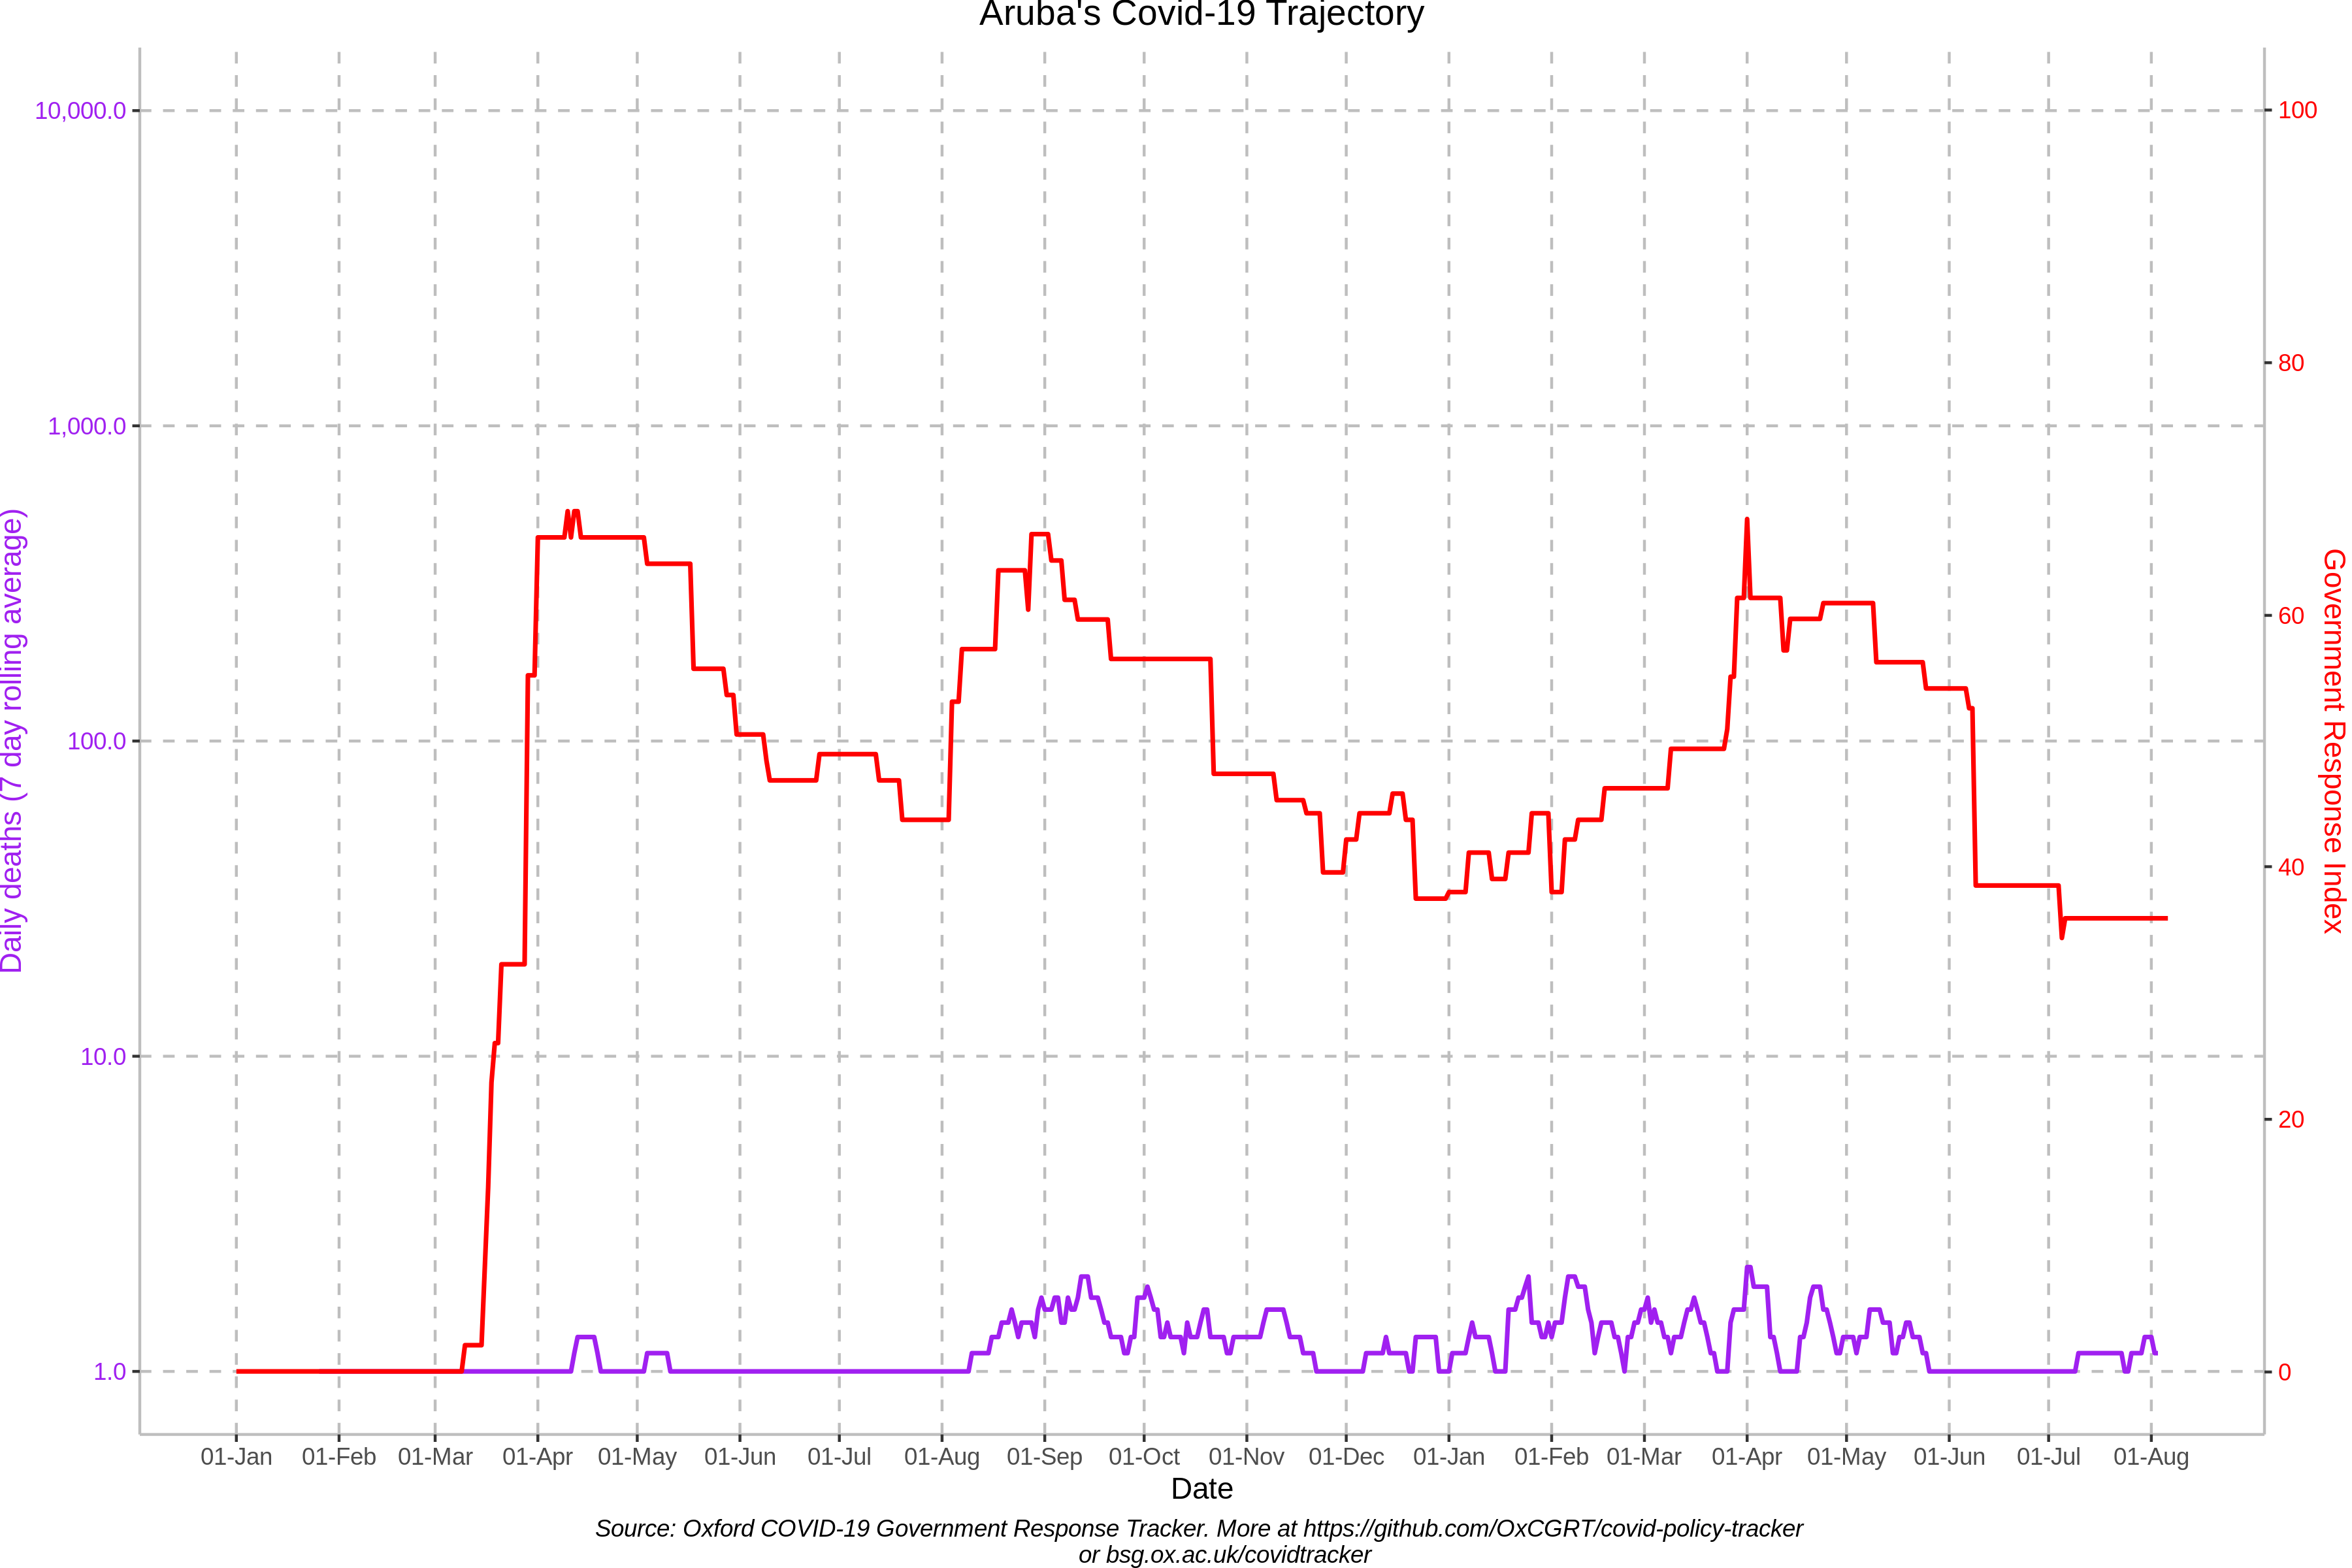 Aruba's Covid-19 Trajectory
Daily deaths (7 day rolling average)
10,000.0
1,000.0
100.0
10.0
1.0
100
80
60
40
20
0
Government Response Index
01-Jan 01-Feb 01-Mar 01-Apr 01-May 01-Jun 01-Jul 01-Aug 01-Sep 01-Oct 01-Nov 01-Dec 01-Jan 01-Feb 01-Mar 01-Apr 01-May 01-Jun 01-Jul 01-Aug
Date
Source: Oxford COVID-19 Government Response Tracker. More at https://github.com/OxCGRT/covid-policy-tracker
or bsg.ox.ac.uk/covidtracker